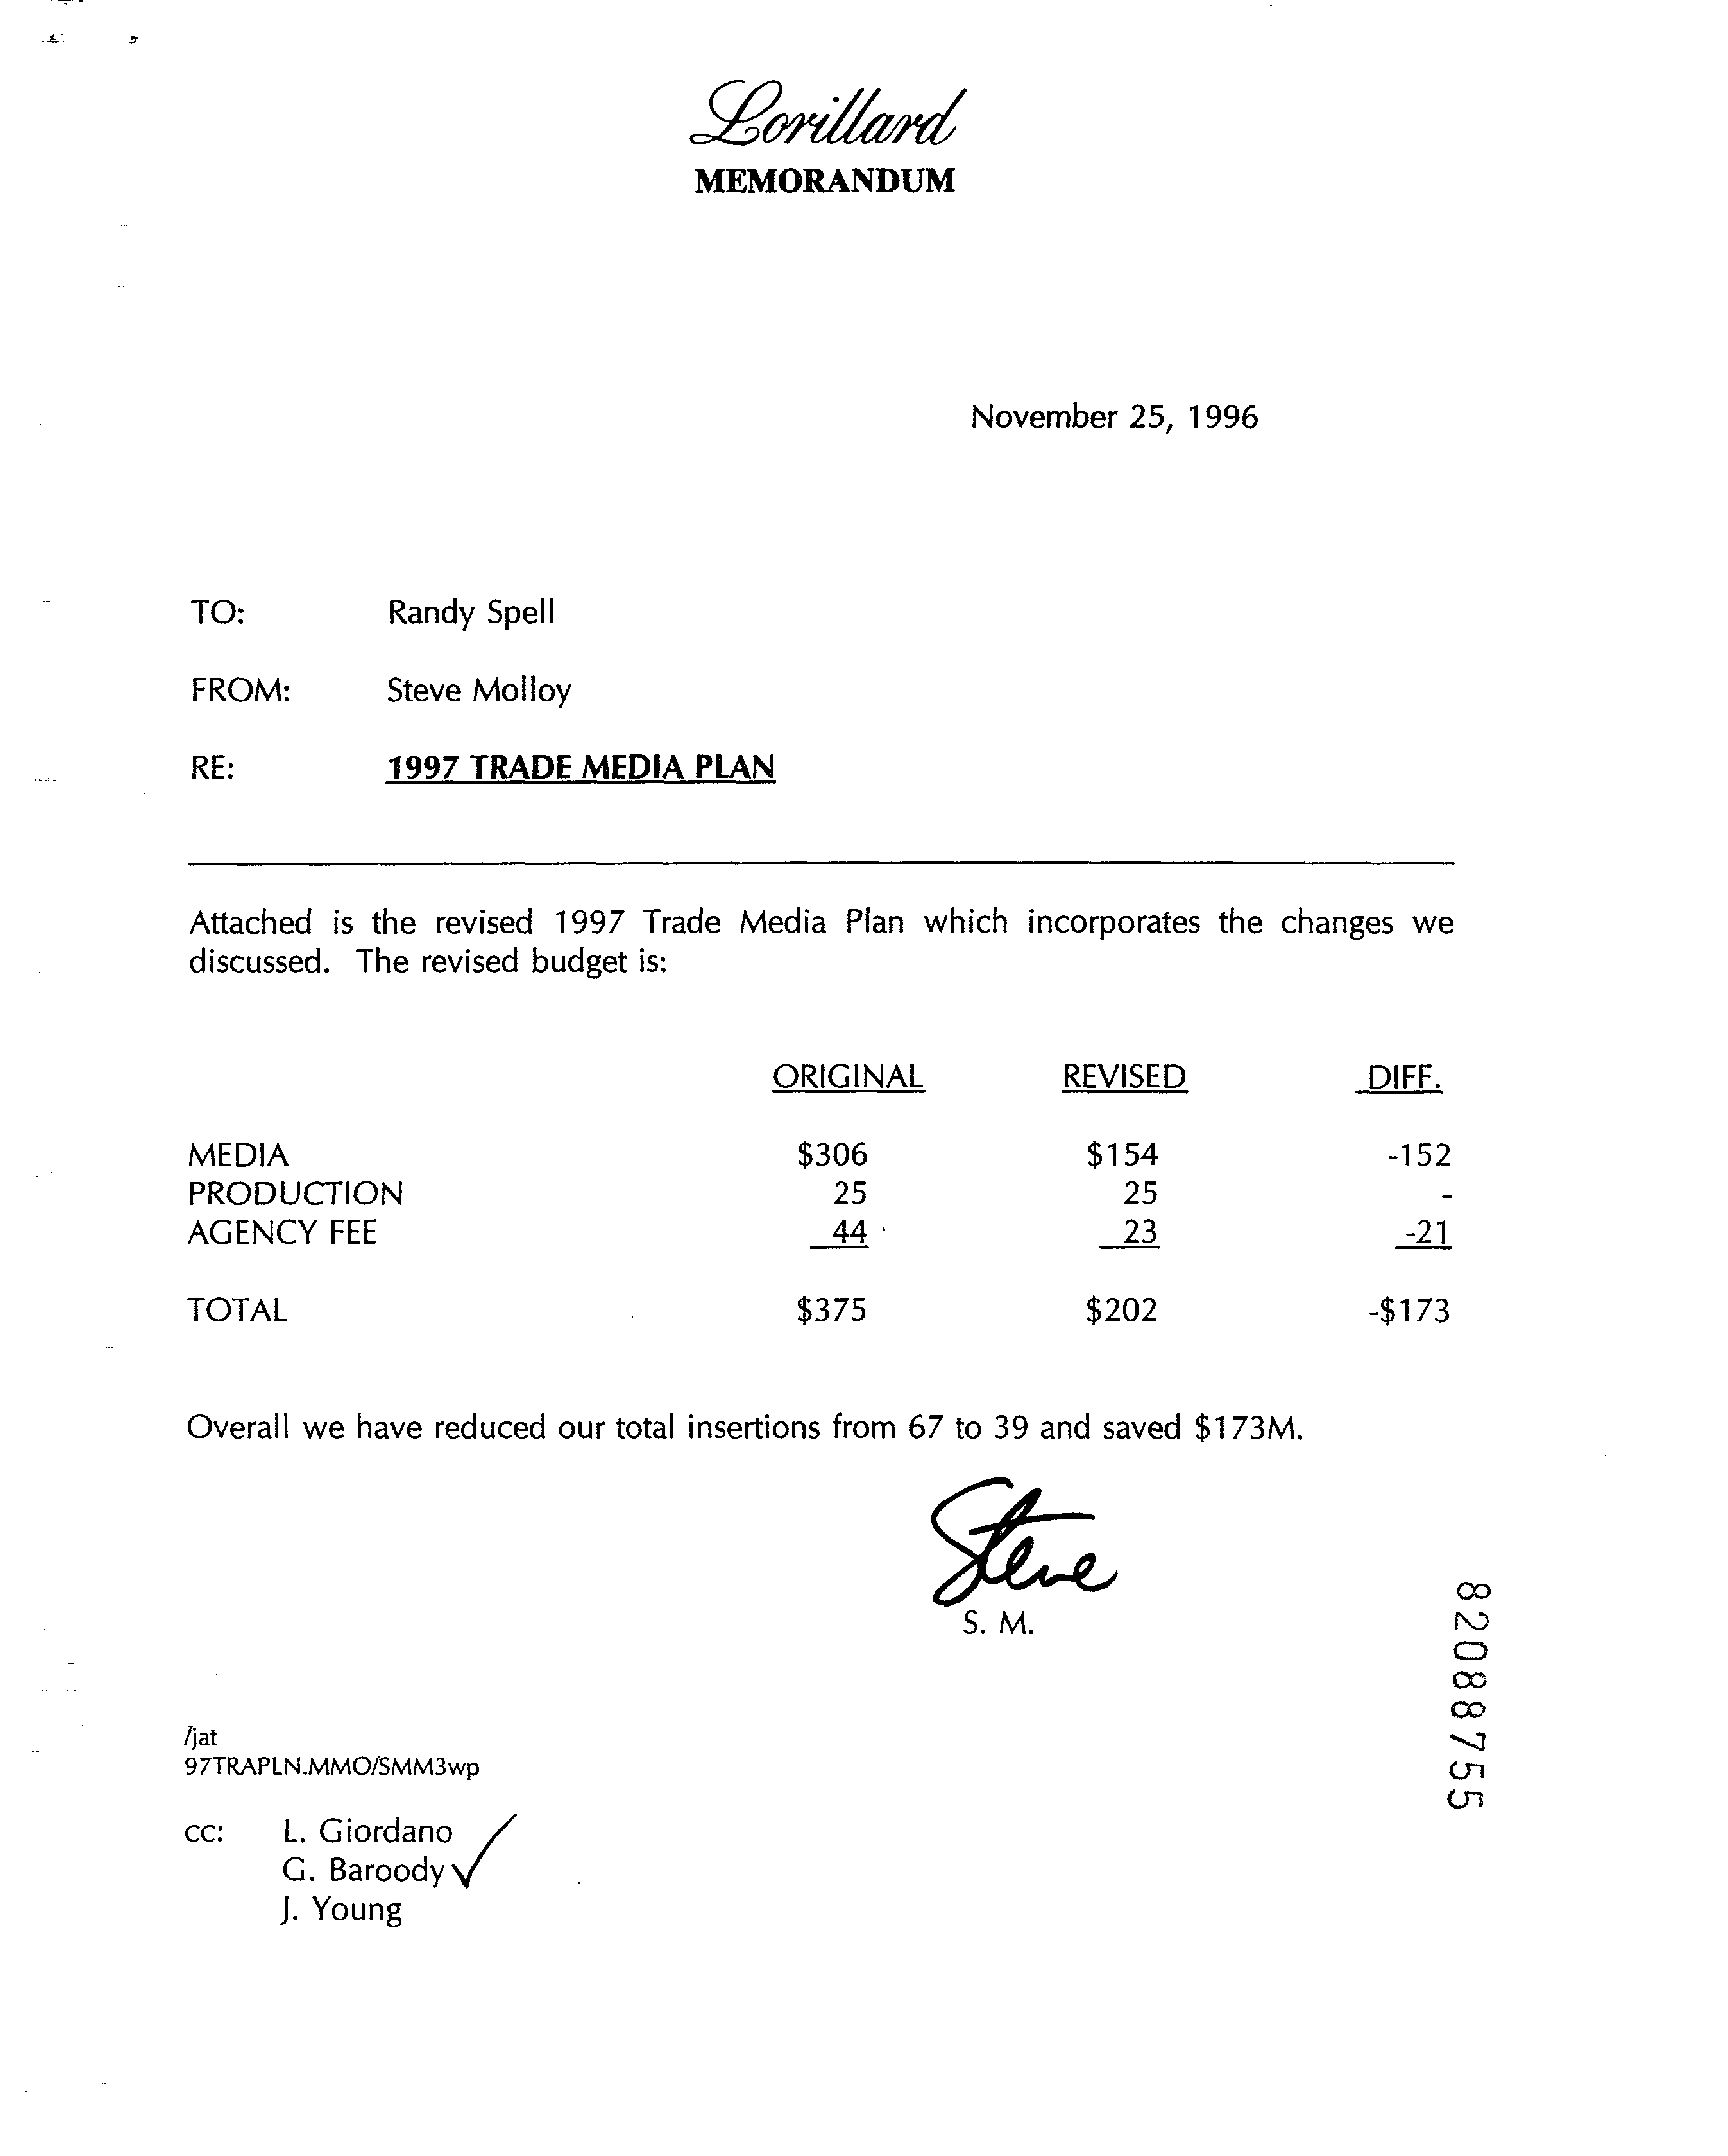 Lorillard
MEMORANDUM
November 25, 1996
TO: Randy Spell
FROM: Steve Molloy
RE: 1997 TRADE MEDIA PLAN
Attached is the revised 1997 Trade Media Plan which incorporates the changes we
discussed. The revised budget is:
ORIGINAL REVISED DIFF.
MEDIA $306 $154 -152
PRODUCTION 25 25 -
AGENCY FEE 44 23 -21
TOTAL $375 $202 -$173
Overall we have reduced our total insertions from 67 to 39 and saved $173M.
Steve
S. M.
82088755
/jat
97TRAPLN.MMO/SMM3wp
cc: L. Giordano
G. Baroody
J. Young